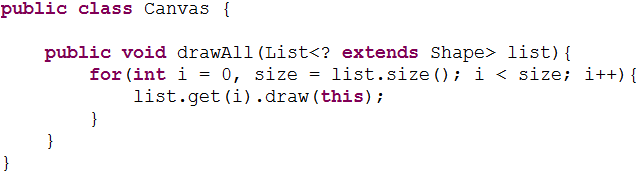 public class Canvas {
    public void drawAll(List<? extends Shape> list){
        for(int i = 0, size = list.size(); i < size; i++){
            list.get(i).draw(this);
        }
    }
}